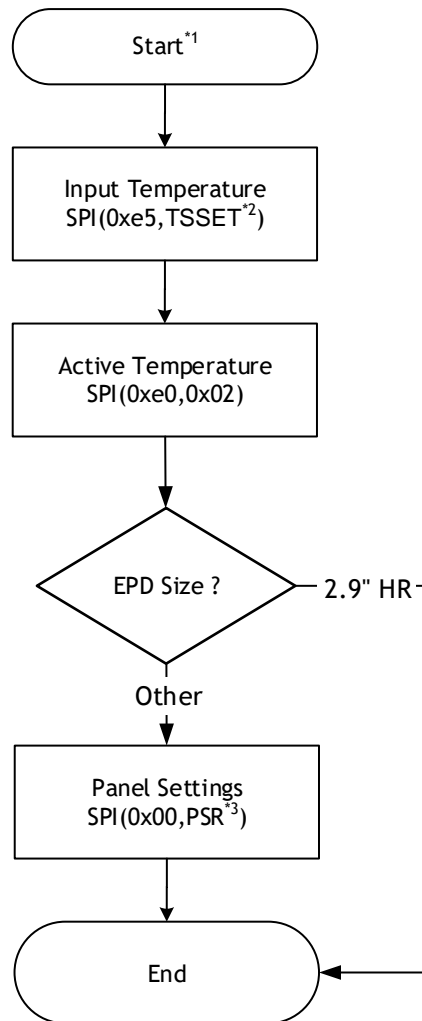 Start*1
Input Temperature
SPI(0xe5,TSSET*2)
Active Temperature
SPI(0xe0,0x02)
EPD Size ?
2.9" HR
Other
Panel Settings
SPI(0x00,PSR*3)
End